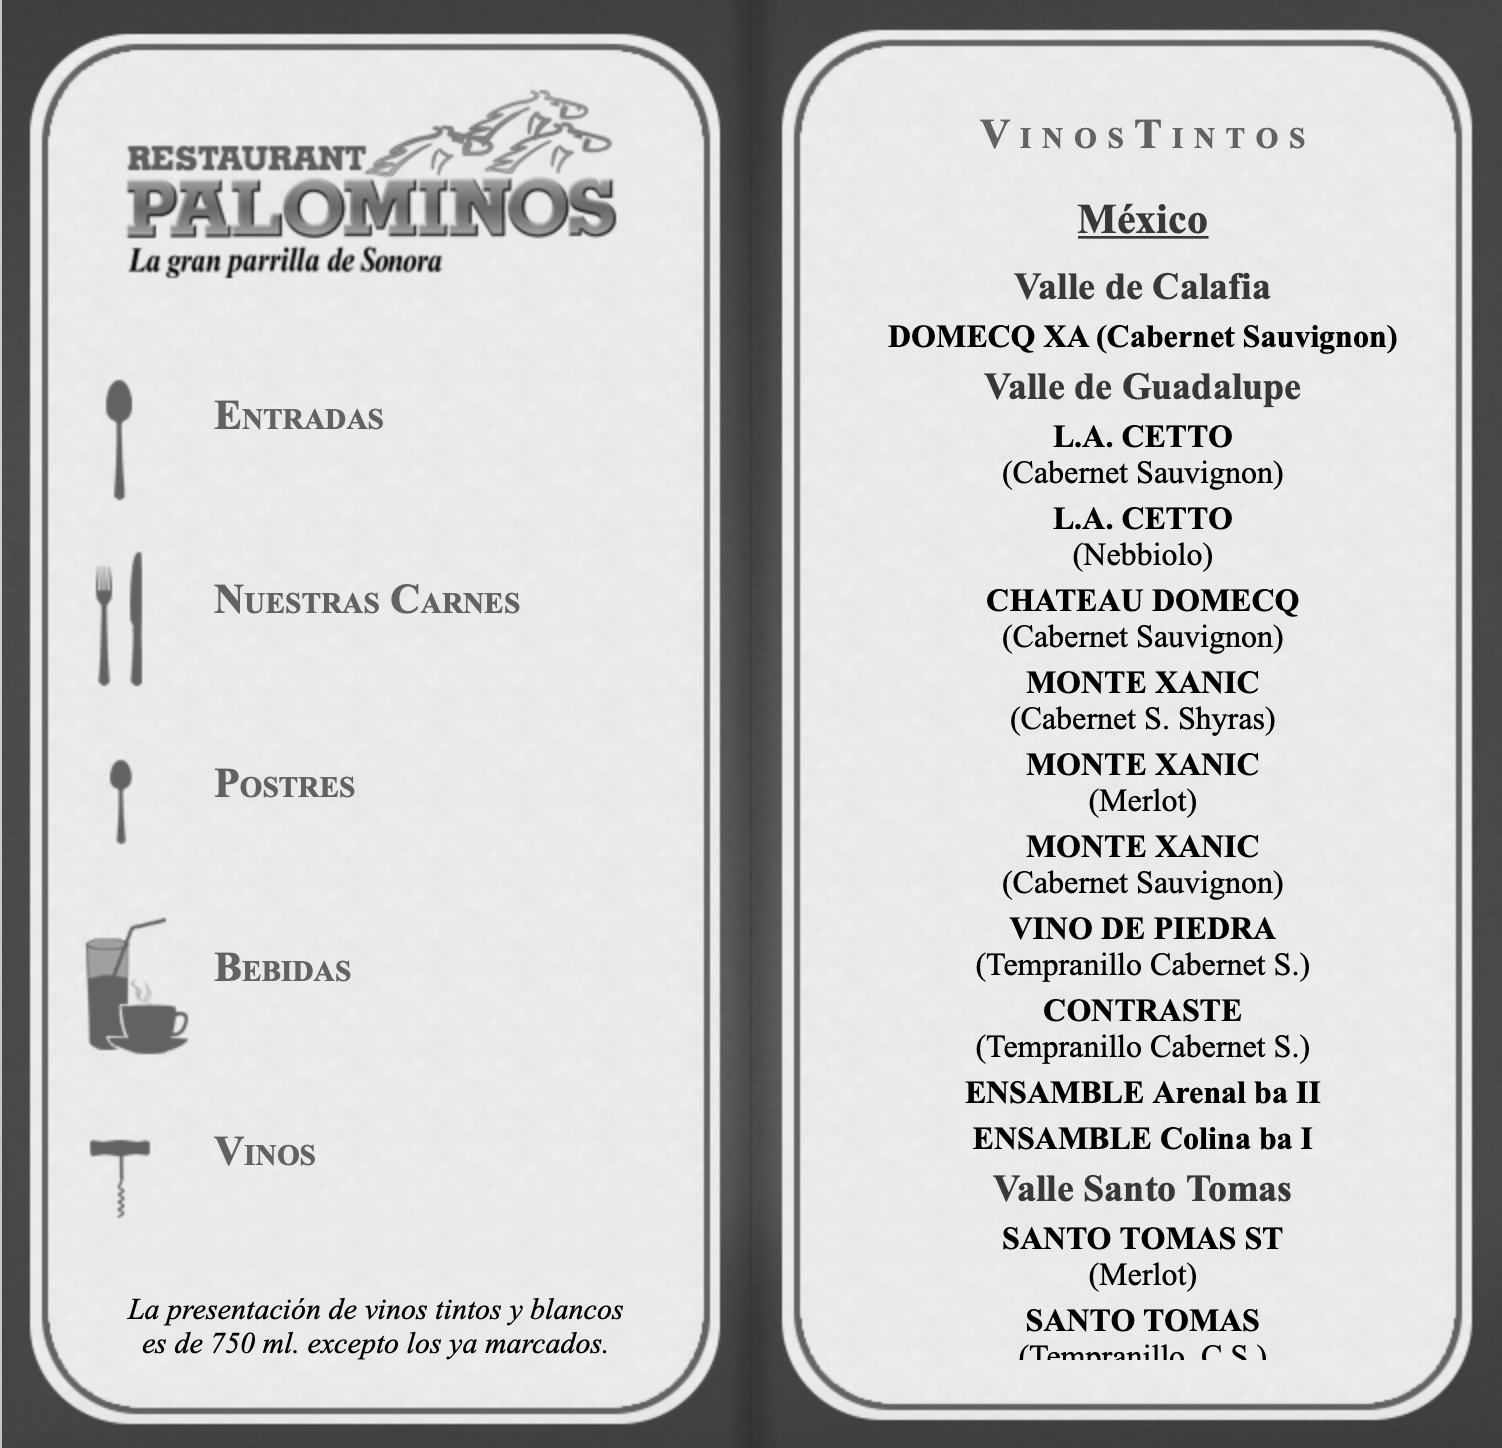 RESTAURANT
PALOMINOS
La gran parrilla de Sonora
ENTRADAS
NUESTRAS CARNES
POSTRES
BEBIDAS
VINOS
La presentación de vinos tintos y blancos
es de 750 ml. excepto los ya marcados.
VINOS TINTOS
México
Valle de Calafia
DOMECQ XA (Cabernet Sauvignon)
Valle de Guadalupe
L.A. CETTO
(Cabernet Sauvignon)
L.A. CETTO
(Nebbiolo)
CHATEAU DOMECQ
(Cabernet Sauvignon)
MONTE XANIC
(Cabernet S. Shyras)
MONTE XANIC
(Merlot)
MONTE XANIC
(Cabernet Sauvignon)
VINO DE PIEDRA
(Tempranillo Cabernet S.)
CONTRASTE
(Tempranillo Cabernet S.)
ENSAMBLE Arenal ba II
ENSAMBLE Colina ba I
Valle Santo Tomas
SANTO TOMAS ST
(Merlot)
SANTO TOMAS
(Tempranillo, C.S.)